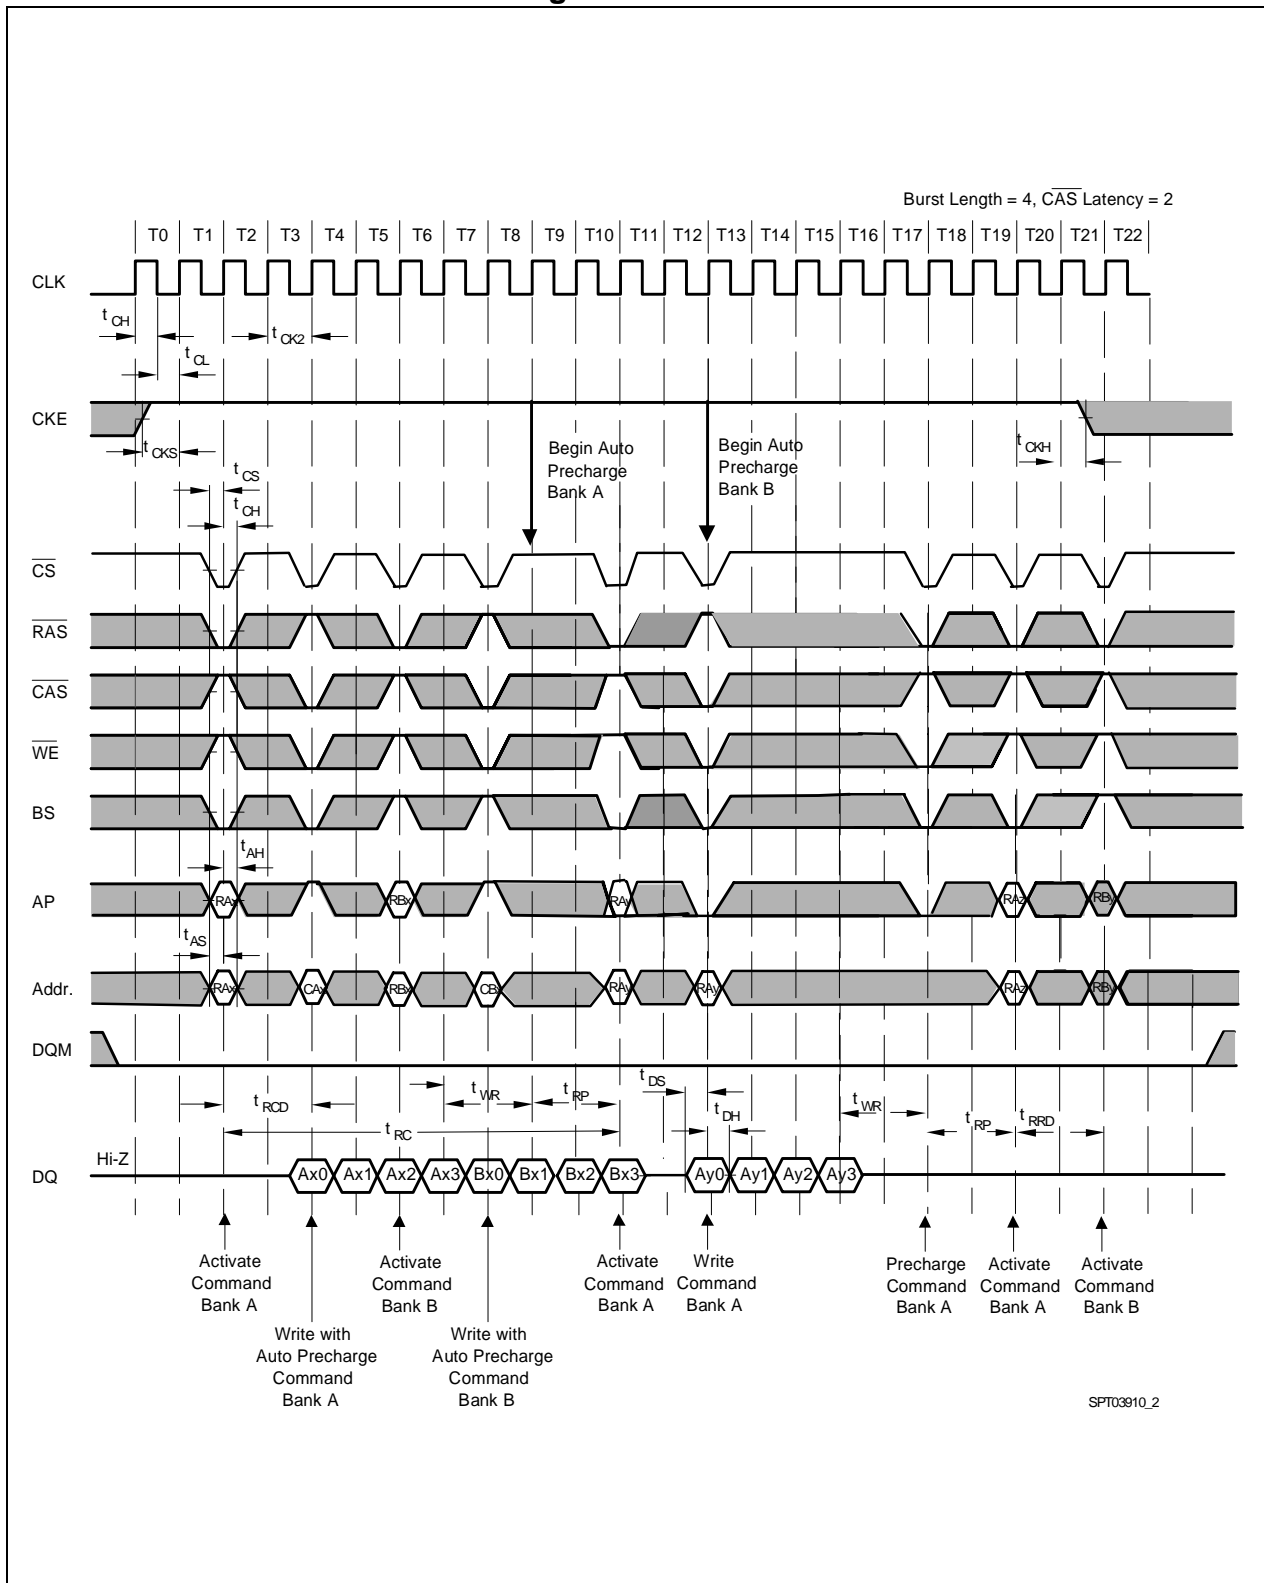 Burst Length = 4, CAS Latency = 2
T0 T1 T2 T3 T4 T5 T6 T7 T8 T9 T10 T11 T12 T13 T14 T15 T16 T17 T18 T19 T20 T21 T22
CLK
t CH
t CK2
t CL
CKE
t CKS
t CS
t CH
Begin Auto
Precharge
Bank A
Begin Auto
Precharge
Bank B
t CKH
CS
RAS
CAS
WE
BS
t AH
AP
RAx RBx RAy RAz RBy
t AS
Addr.
RAx CAx RBx CBx RAy RAy RAz RBy
DQM
t RCD
t WR
t RP
t DS
t DH
t WR
t RP
t RRD
t RC
Hi-Z
DQ
Ax0 Ax1 Ax2 Ax3 Bx0 Bx1 Bx2 Bx3 Ay0 Ay1 Ay2 Ay3
Activate
Command
Bank A
Activate
Command
Bank B
Activate
Command
Bank A
Write
Command
Bank A
Precharge
Command
Bank A
Activate
Command
Bank A
Activate
Command
Bank B
Write with
Auto Precharge
Command
Bank A
Write with
Auto Precharge
Command
Bank B
SPT03910_2